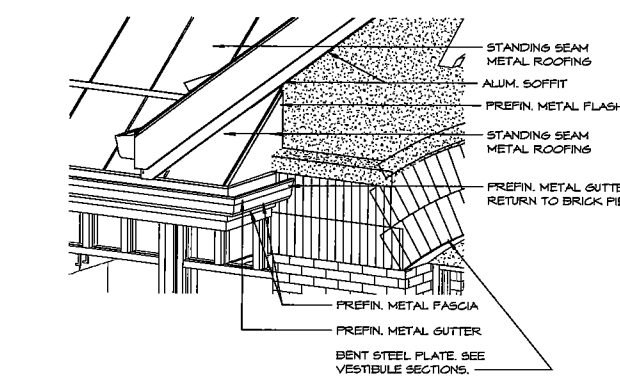 STANDING SEAM
METAL ROOFING
ALUM. SOFFIT
PREFIN. METAL FLASH
STANDING SEAM
METAL ROOFING
PREFIN. METAL GUTTE
RETURN TO BRICK PIE
PREFIN. METAL FASCIA
PREFIN. METAL GUTTER
BENT STEEL PLATE. SEE
VESTIBULE SECTIONS.